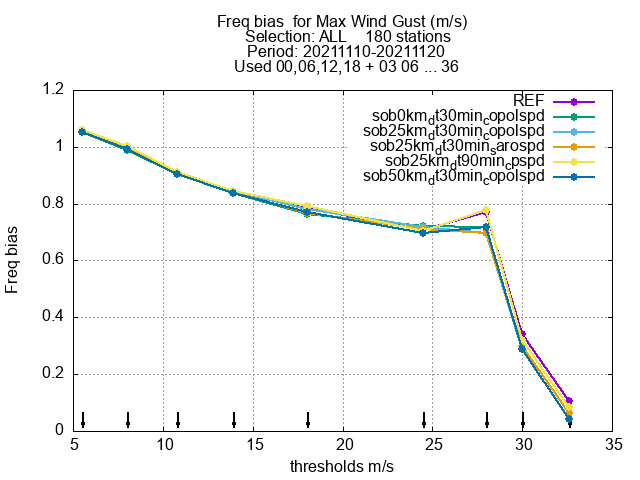 Freq bias  for Max Wind Gust (m/s)
Selection: ALL    180 stations
Period: 20211110-20211120
Used 00,06,12,18 + 03 06 ... 36
REF
sob0km_dt30min_copolspd
sob25km_dt30min_copolspd
sob25km_dt30min_sarospd
sob25km_dt90min_cpspd
sob50km_dt30min_copolspd
1.2
1
0.8
0.6
0.4
0.2
0
Freq bias
5 10 15 20 25 30 35
thresholds m/s